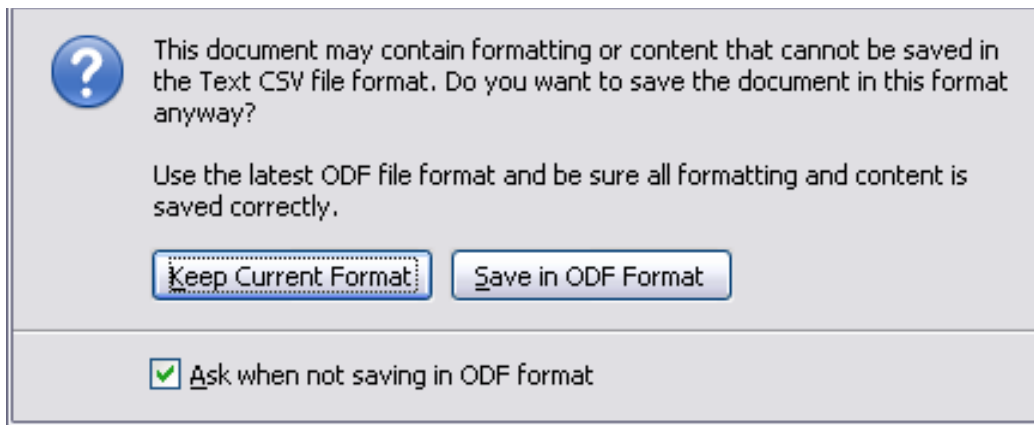 This document may contain formatting or content that cannot be saved in
the Text CSV file format. Do you want to save the document in this format
anyway?
Use the latest ODF file format and be sure all formatting and content is
saved correctly.
Keep Current Format
Save in ODF Format
Ask when not saving in ODF format